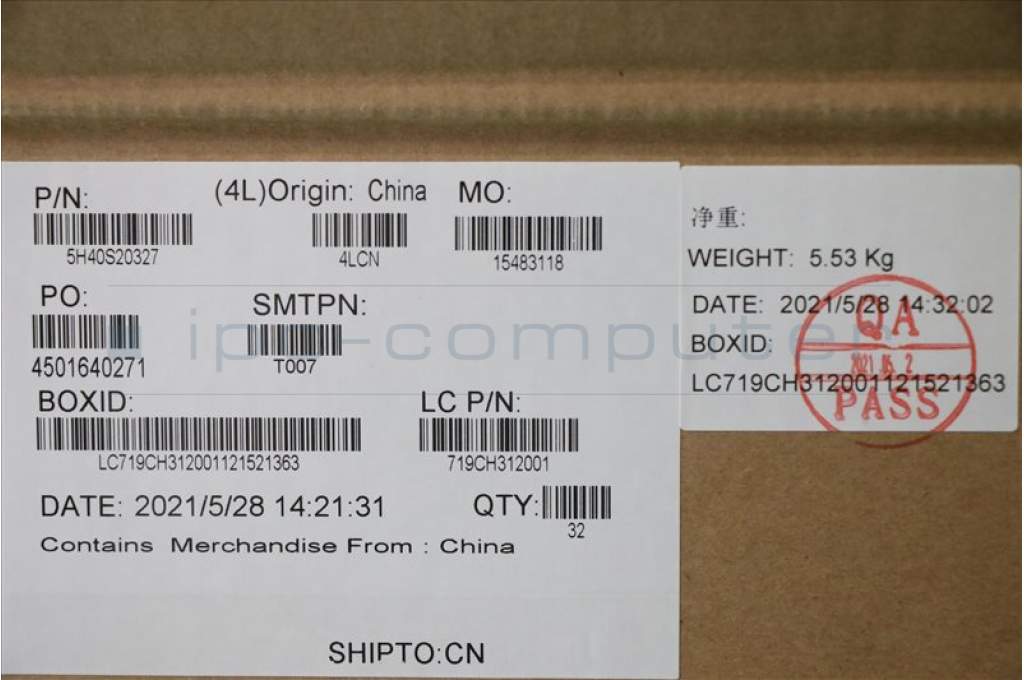 P/N: (4L)Origin: China MO:
5H40S20327 4LCN 15483118
PO: SMTPN:
4501640271 T007
BOXID: LC P/N:
LC719CH312001121521363 719CH312001
DATE: 2021/5/28 14:21:31 QTY:
32
Contains Merchandise From : China
SHIPTO:CN
净重:
WEIGHT: 5.53 Kg
DATE: 2021/5/28 14:32:02
BOXID:
LC719CH312001121521363
QA
PASS
ipc-computer